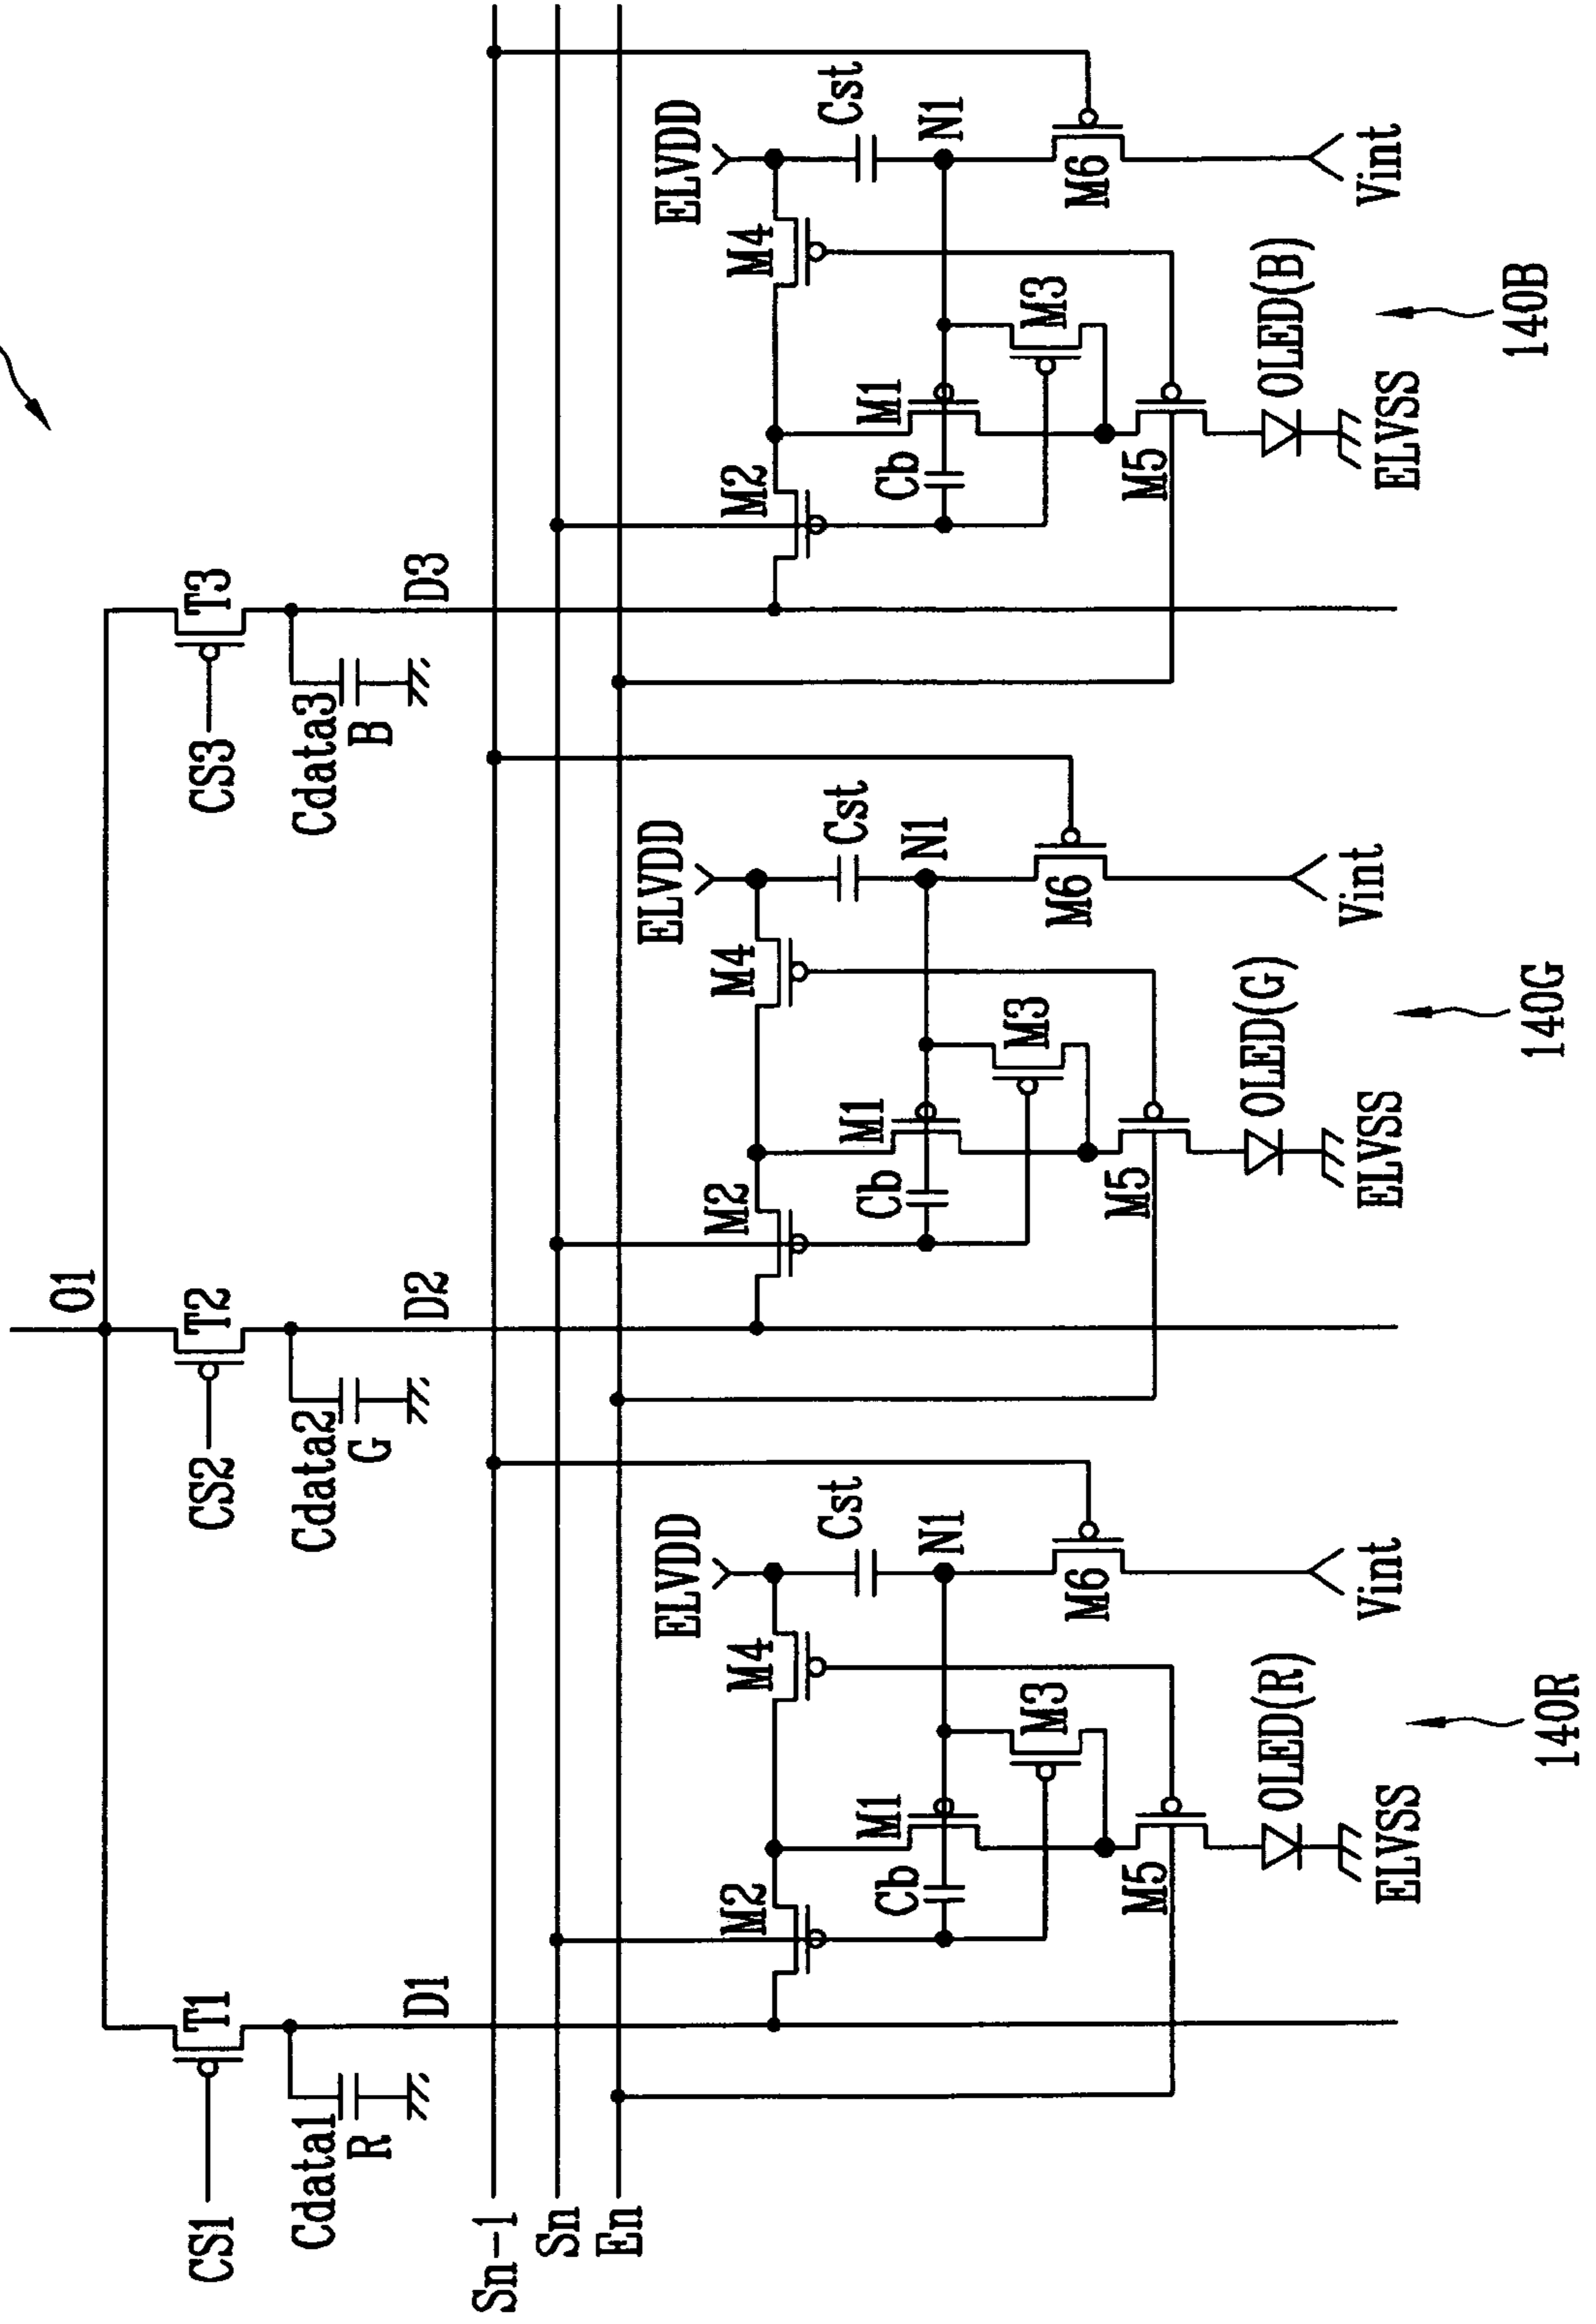 O1
CS1
T1
CS2
T2
CS3
T3
Cdata1
R
D1
Cdata2
G
D2
Cdata3
B
D3
Sn-1
Sn
En
M2
M4
ELVDD
Cst
M1
Cb
N1
M3
M5
M6
OLED(R)
ELVSS
Vint
140R
M2
M4
ELVDD
Cst
M1
Cb
N1
M3
M5
M6
OLED(G)
ELVSS
Vint
140G
M2
M4
ELVDD
Cst
M1
Cb
N1
M3
M5
M6
OLED(B)
ELVSS
Vint
140B